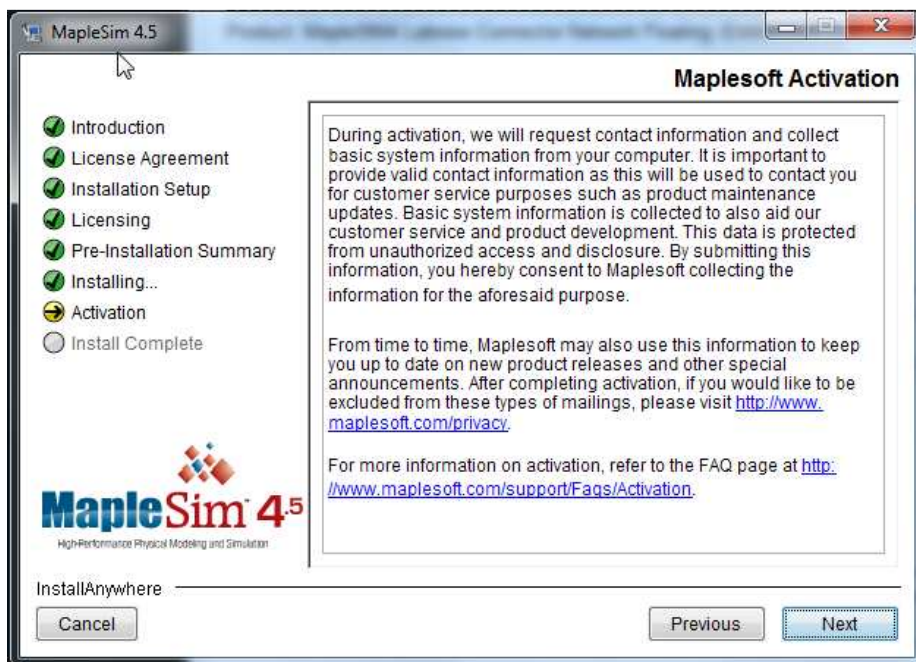 MapleSim 4.5
Maplesoft Activation
Introduction
License Agreement
Installation Setup
Licensing
Pre-Installation Summary
Installing...
Activation
Install Complete
During activation, we will request contact information and collect
basic system information from your computer. It is important to
provide valid contact information as this will be used to contact you
for customer service purposes such as product maintenance
updates. Basic system information is collected to also aid our
customer service and product development. This data is protected
from unauthorized access and disclosure. By submitting this
information, you hereby consent to Maplesoft collecting the
information for the aforesaid purpose.
From time to time, Maplesoft may also use this information to keep
you up to date on new product releases and other special
announcements. After completing activation, if you would like to be
excluded from these types of mailings, please visit http://www.
maplesoft.com/privacy.
For more information on activation, refer to the FAQ page at http:
//www.maplesoft.com/support/Faqs/Activation.
MapleSim 4.5
High-Performance Physical Modeling and Simulation
InstallAnywhere
Cancel
Previous
Next